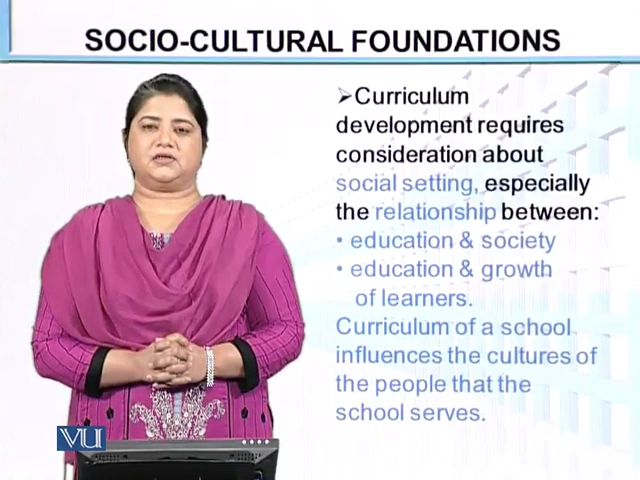 SOCIO-CULTURAL FOUNDATIONS
➢Curriculum
development requires
consideration about
social setting, especially
the relationship between:
• education & society
• education & growth
of learners.
Curriculum of a school
influences the cultures of
the people that the
school serves.
VU